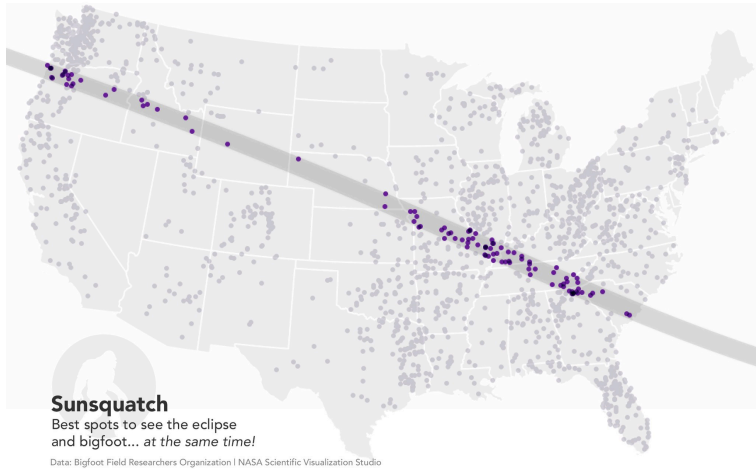 Sunsquatch
Best spots to see the eclipse
and bigfoot... at the same time!
Data: Bigfoot Field Researchers Organization | NASA Scientific Visualization Studio